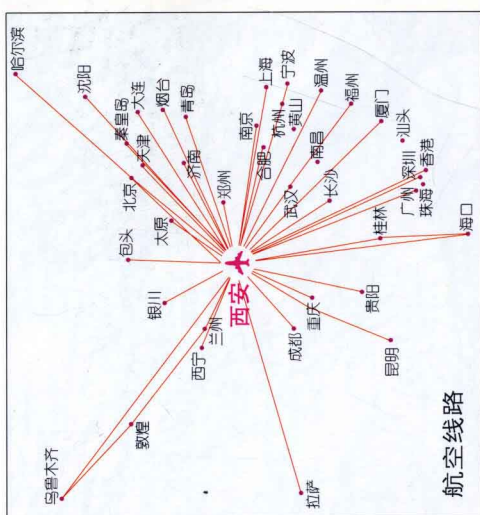 哈尔滨
沈阳
大连
秦皇岛
烟台
青岛
天津
济南
北京
郑州
太原
包头
银川
兰州
西宁
敦煌
乌鲁木齐
西安
上海
宁波
南京
杭州
合肥
黄山
温州
福州
南昌
武汉
长沙
厦门
汕头
深圳
香港
广州
珠海
桂林
海口
贵阳
重庆
成都
昆明
拉萨
航空线路